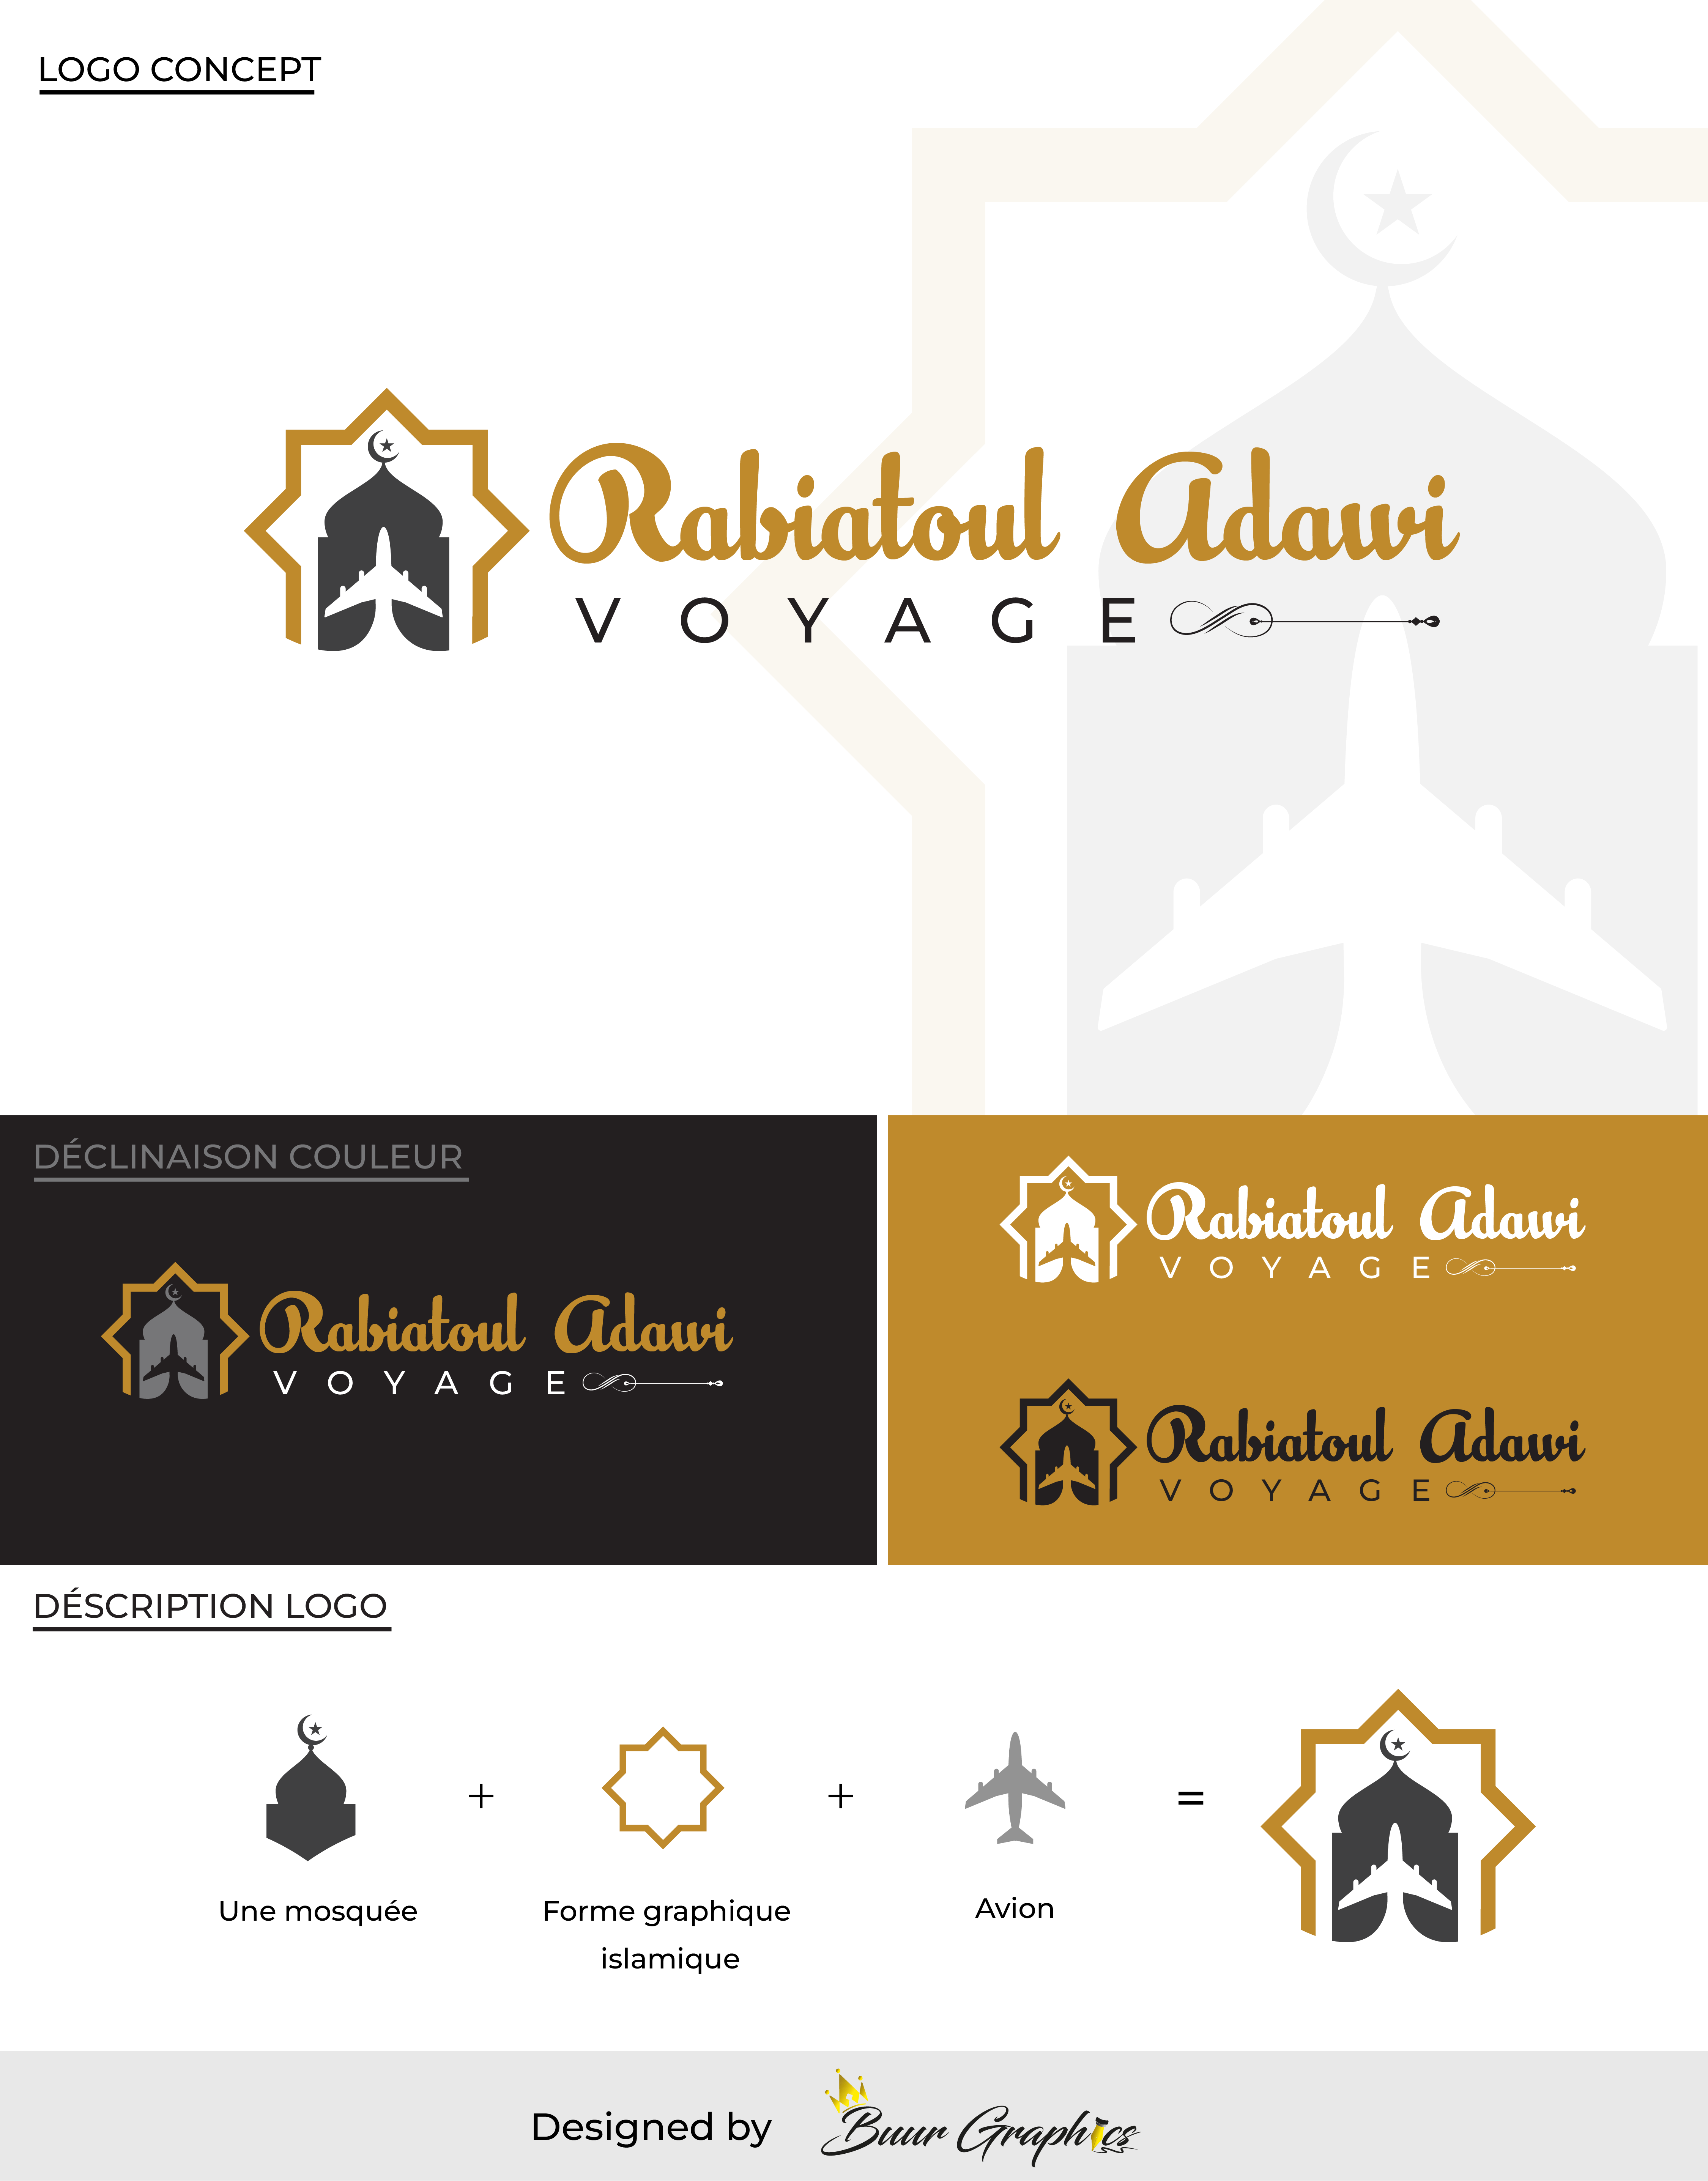 LOGO CONCEPT
Rabiatoul Adawi
VOYAGE
DÉCLINAISON COULEUR
Rabiatoul Adawi
VOYAGE
Rabiatoul Adawi
VOYAGE
Rabiatoul Adawi
VOYAGE
DÉSCRIPTION LOGO
+
+
=
Une mosquée
Forme graphique
islamique
Avion
Designed by Buur Graphics